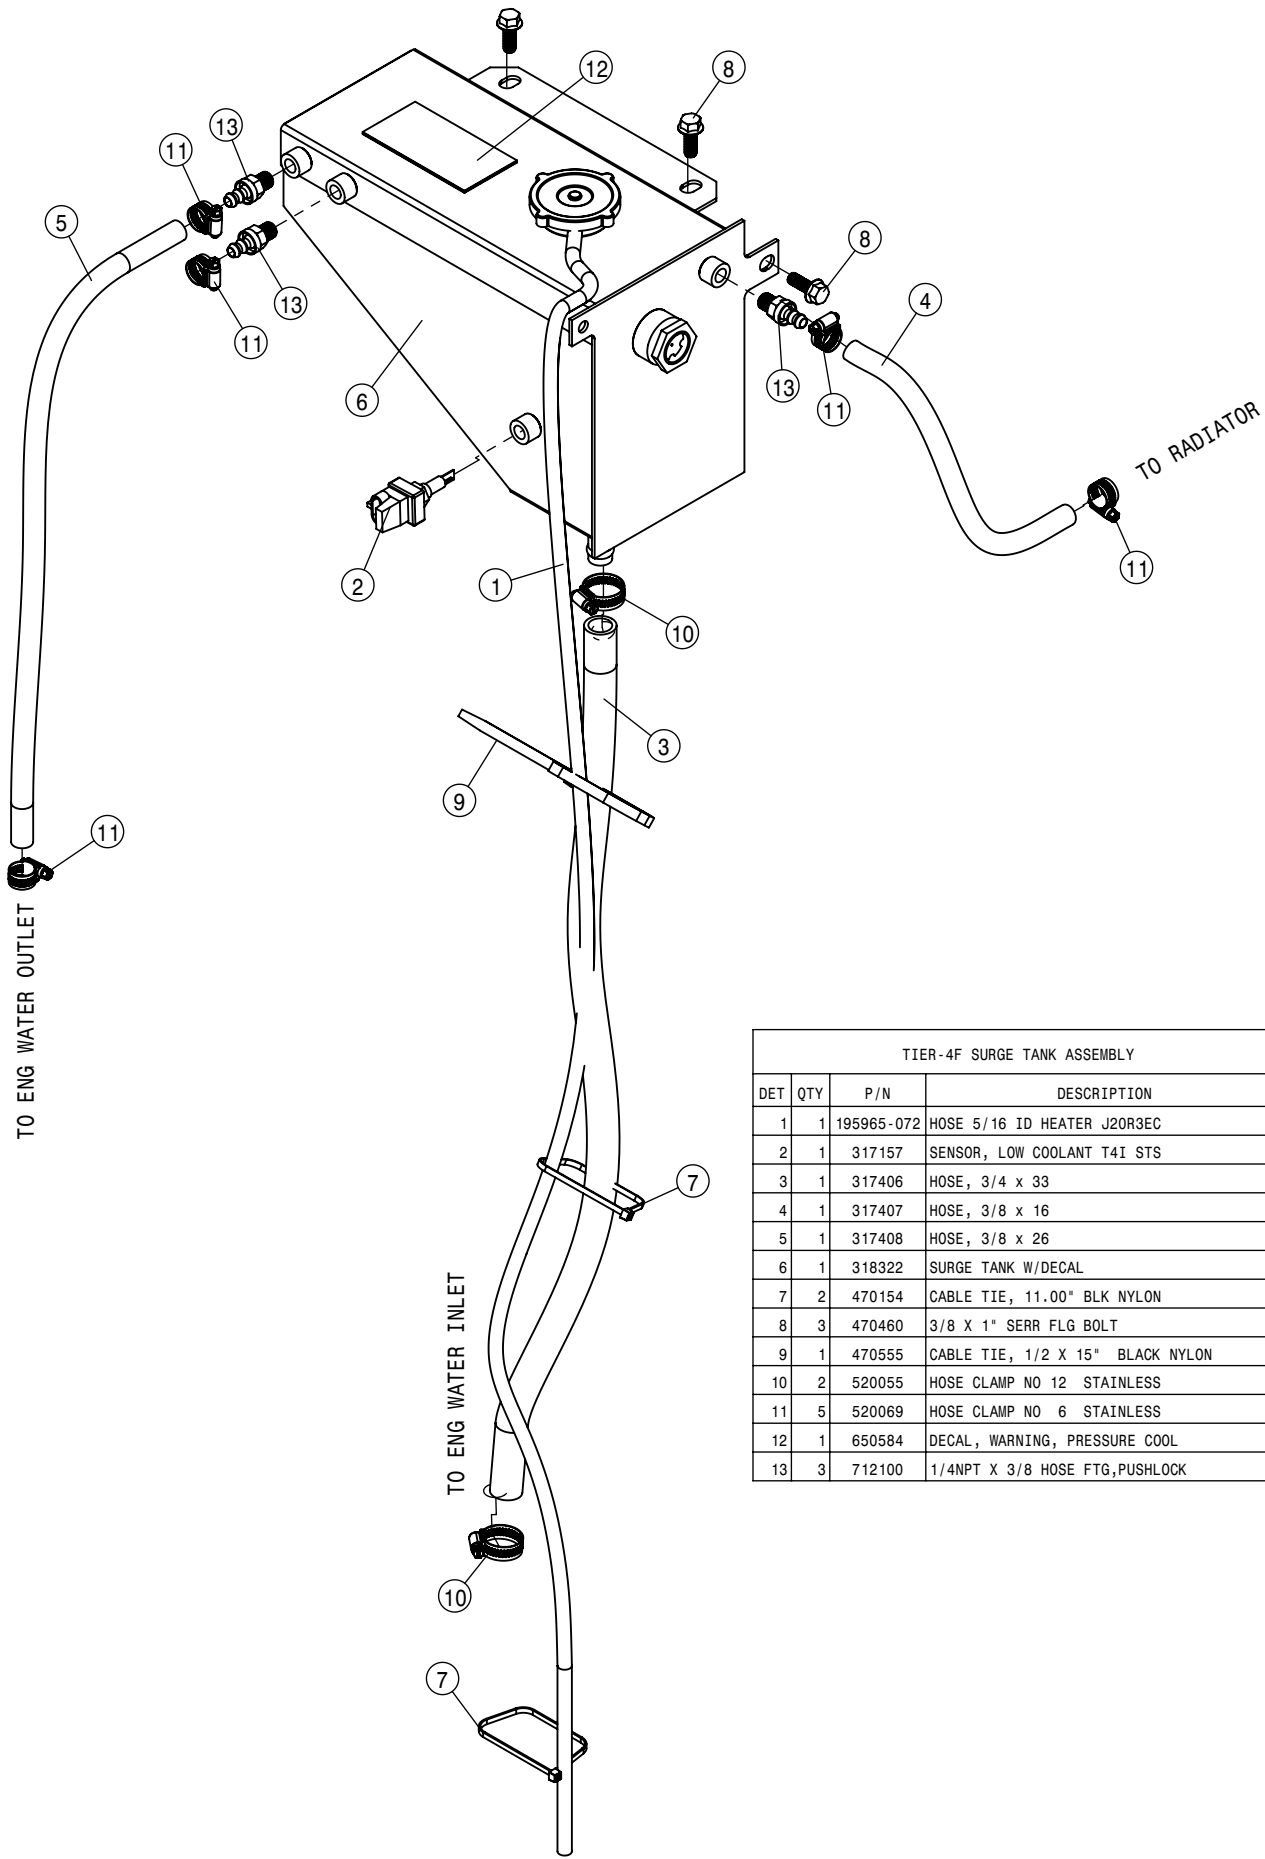 12
8
13
11
5
8
13
4
11
6
13
11
TO RADIATOR
2
1
11
10
3
9
11
TO ENG WATER OUTLET
7
TO ENG WATER INLET
10
7
TIER-4F SURGE TANK ASSEMBLY
DET QTY P/N DESCRIPTION
1 1 195965-072 HOSE 5/16 ID HEATER J20R3EC
2 1 317157 SENSOR, LOW COOLANT T4I STS
3 1 317406 HOSE, 3/4 x 33
4 1 317407 HOSE, 3/8 x 16
5 1 317408 HOSE, 3/8 x 26
6 1 318322 SURGE TANK W/DECAL
7 2 470154 CABLE TIE, 11.00" BLK NYLON
8 3 470460 3/8 X 1" SERR FLG BOLT
9 1 470555 CABLE TIE, 1/2 X 15" BLACK NYLON
10 2 520055 HOSE CLAMP NO 12 STAINLESS
11 5 520069 HOSE CLAMP NO 6 STAINLESS
12 1 650584 DECAL, WARNING, PRESSURE COOL
13 3 712100 1/4NPT X 3/8 HOSE FTG,PUSHLOCK